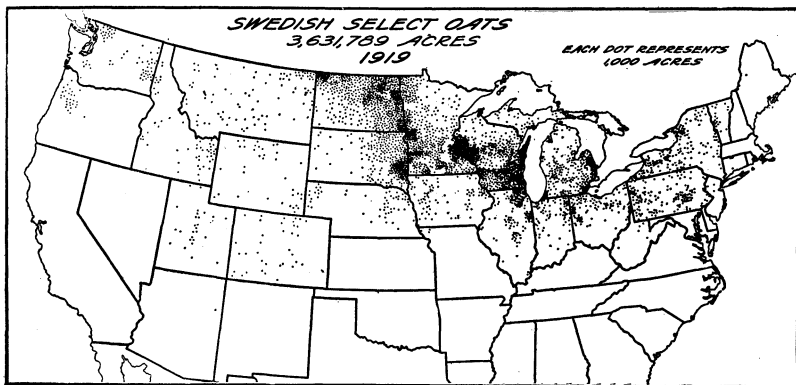 SWEDISH SELECT OATS
3,631,789 ACRES
1919
EACH DOT REPRESENTS
1,000 ACRES